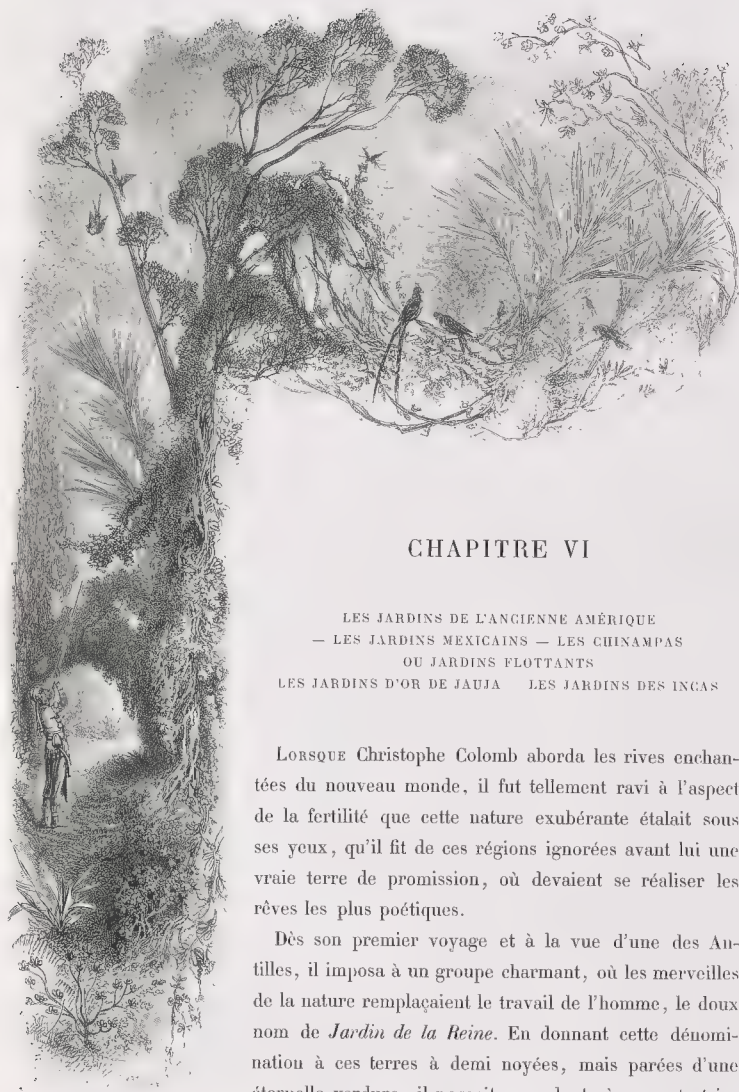 CHAPITRE VI
LES JARDINS DE L'ANCIENNE AMÉRIQUE
— LES JARDINS MEXICAINS — LES CHINAMPAS
OU JARDINS FLOTTANTS
LES JARDINS D'OR DE JAUJA LES JARDINS DES INCAS
LORSQUE Christophe Colomb aborda les rives enchan-
tées du nouveau monde, il fut tellement ravi à l'aspect
de la fertilité que cette nature exubérante étalait sous
ses yeux, qu'il fit de ces régions ignorées avant lui une
vraie terre de promission, où devaient se réaliser les
rêves les plus poétiques.
Dès son premier voyage et à la vue d'une des An-
tilles, il imposa à un groupe charmant, où les merveilles
de la nature remplaçaient le travail de l'homme, le doux
nom de Jardin de la Reine. En donnant cette dénomi-
nation à ces terres à demi noyées, mais parées d'une